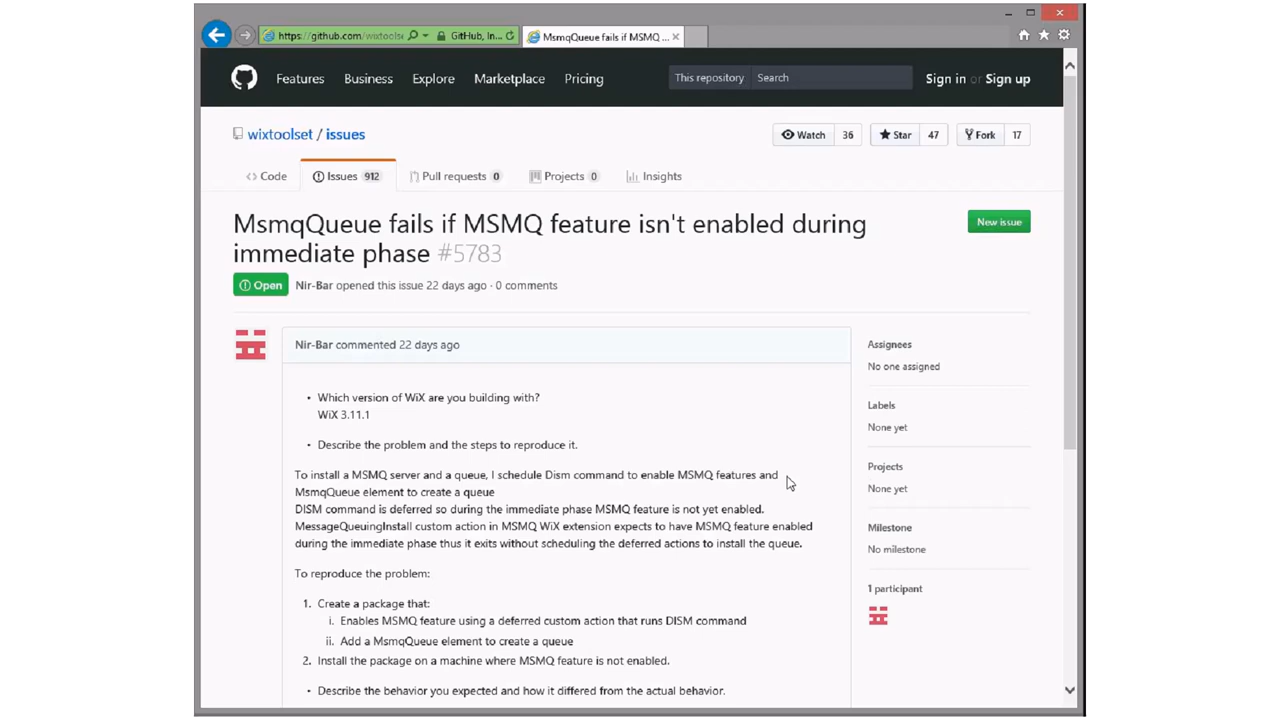 https://github.com/wixtoolse
GitHub, In...
MsmqQueue fails if MSMQ ...
Features
Business
Explore
Marketplace
Pricing
This repository
Search
Sign in or Sign up
wixtoolset / issues
Watch 36
Star 47
Fork 17
Code
Issues 912
Pull requests 0
Projects 0
Insights
MsmqQueue fails if MSMQ feature isn't enabled during
immediate phase #5783
New issue
Open
Nir-Bar opened this issue 22 days ago · 0 comments
Nir-Bar commented 22 days ago
• Which version of WiX are you building with?
WiX 3.11.1
• Describe the problem and the steps to reproduce it.
To install a MSMQ server and a queue, I schedule Dism command to enable MSMQ features and
MsmqQueue element to create a queue
DISM command is deferred so during the immediate phase MSMQ feature is not yet enabled.
MessageQueuingInstall custom action in MSMQ WiX extension expects to have MSMQ feature enabled
during the immediate phase thus it exits without scheduling the deferred actions to install the queue.
To reproduce the problem:
1. Create a package that:
i. Enables MSMQ feature using a deferred custom action that runs DISM command
ii. Add a MsmqQueue element to create a queue
2. Install the package on a machine where MSMQ feature is not enabled.
• Describe the behavior you expected and how it differed from the actual behavior.
Assignees
No one assigned
Labels
None yet
Projects
None yet
Milestone
No milestone
1 participant